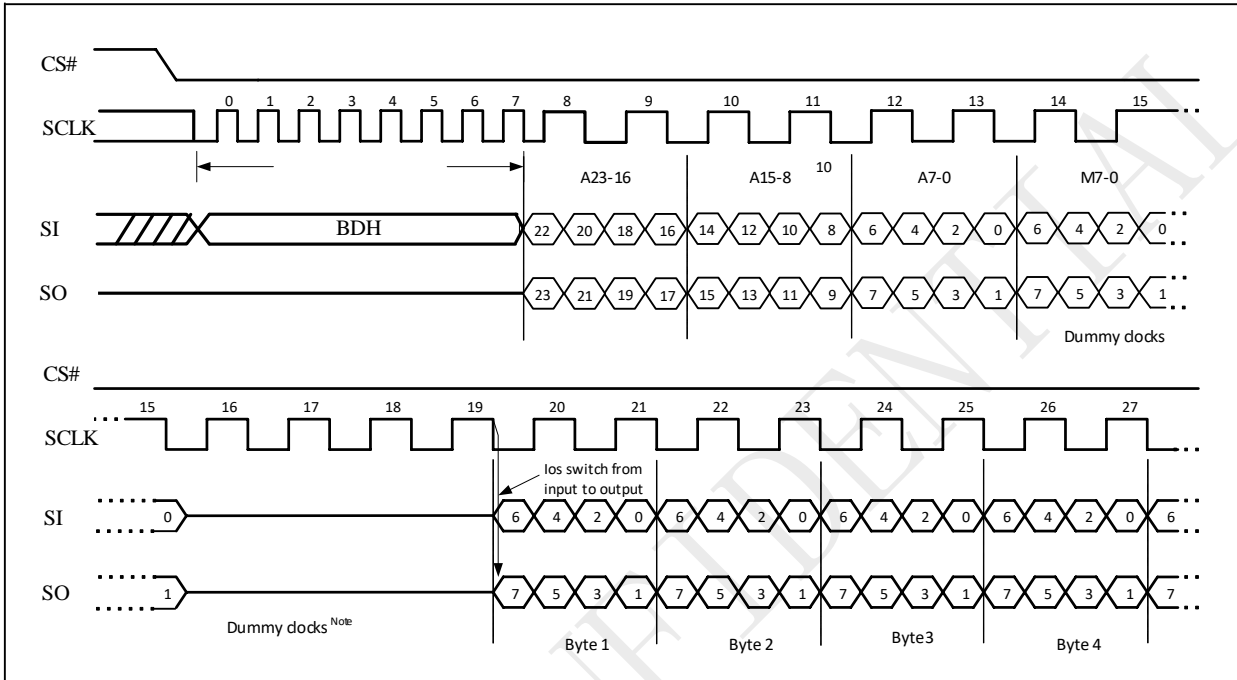 CS#
0 1 2 3 4 5 6 7 8 9 10 11 12 13 14 15
SCLK
A23-16 A15-8 10 A7-0 M7-0
SI BDH 22 20 18 16 14 12 10 8 6 4 2 0 6 4 2 0
SO 23 21 19 17 15 13 11 9 7 5 3 1 7 5 3 1
Dummy clocks
CS#
15 16 17 18 19 20 21 22 23 24 25 26 27
SCLK
Ios switch from
input to output
SI 0 6 4 2 0 6 4 2 0 6 4 2 0 6 4 2 0 6
SO 1 7 5 3 1 7 5 3 1 7 5 3 1 7 5 3 1 7
Dummy clocks Note Byte 1 Byte 2 Byte3 Byte 4